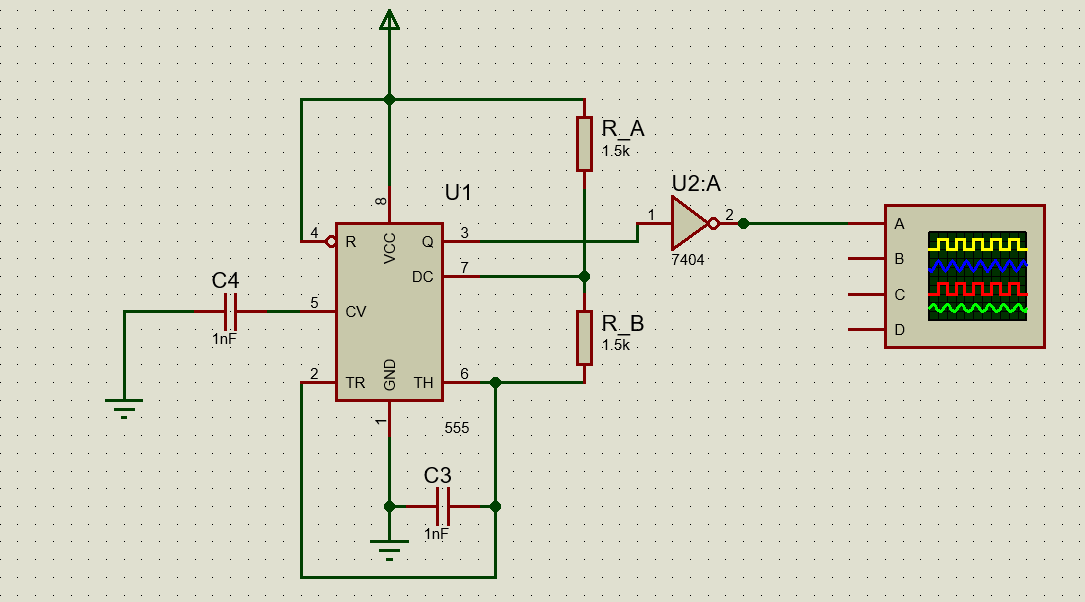 R_A
1.5k
U2:A
U1
8
1
2
A
4
R
VCC
Q
3
7404
B
DC
7
C4
5
CV
C
1nF
R_B
1.5k
D
2
TR
GND
TH
6
1
555
C3
1nF